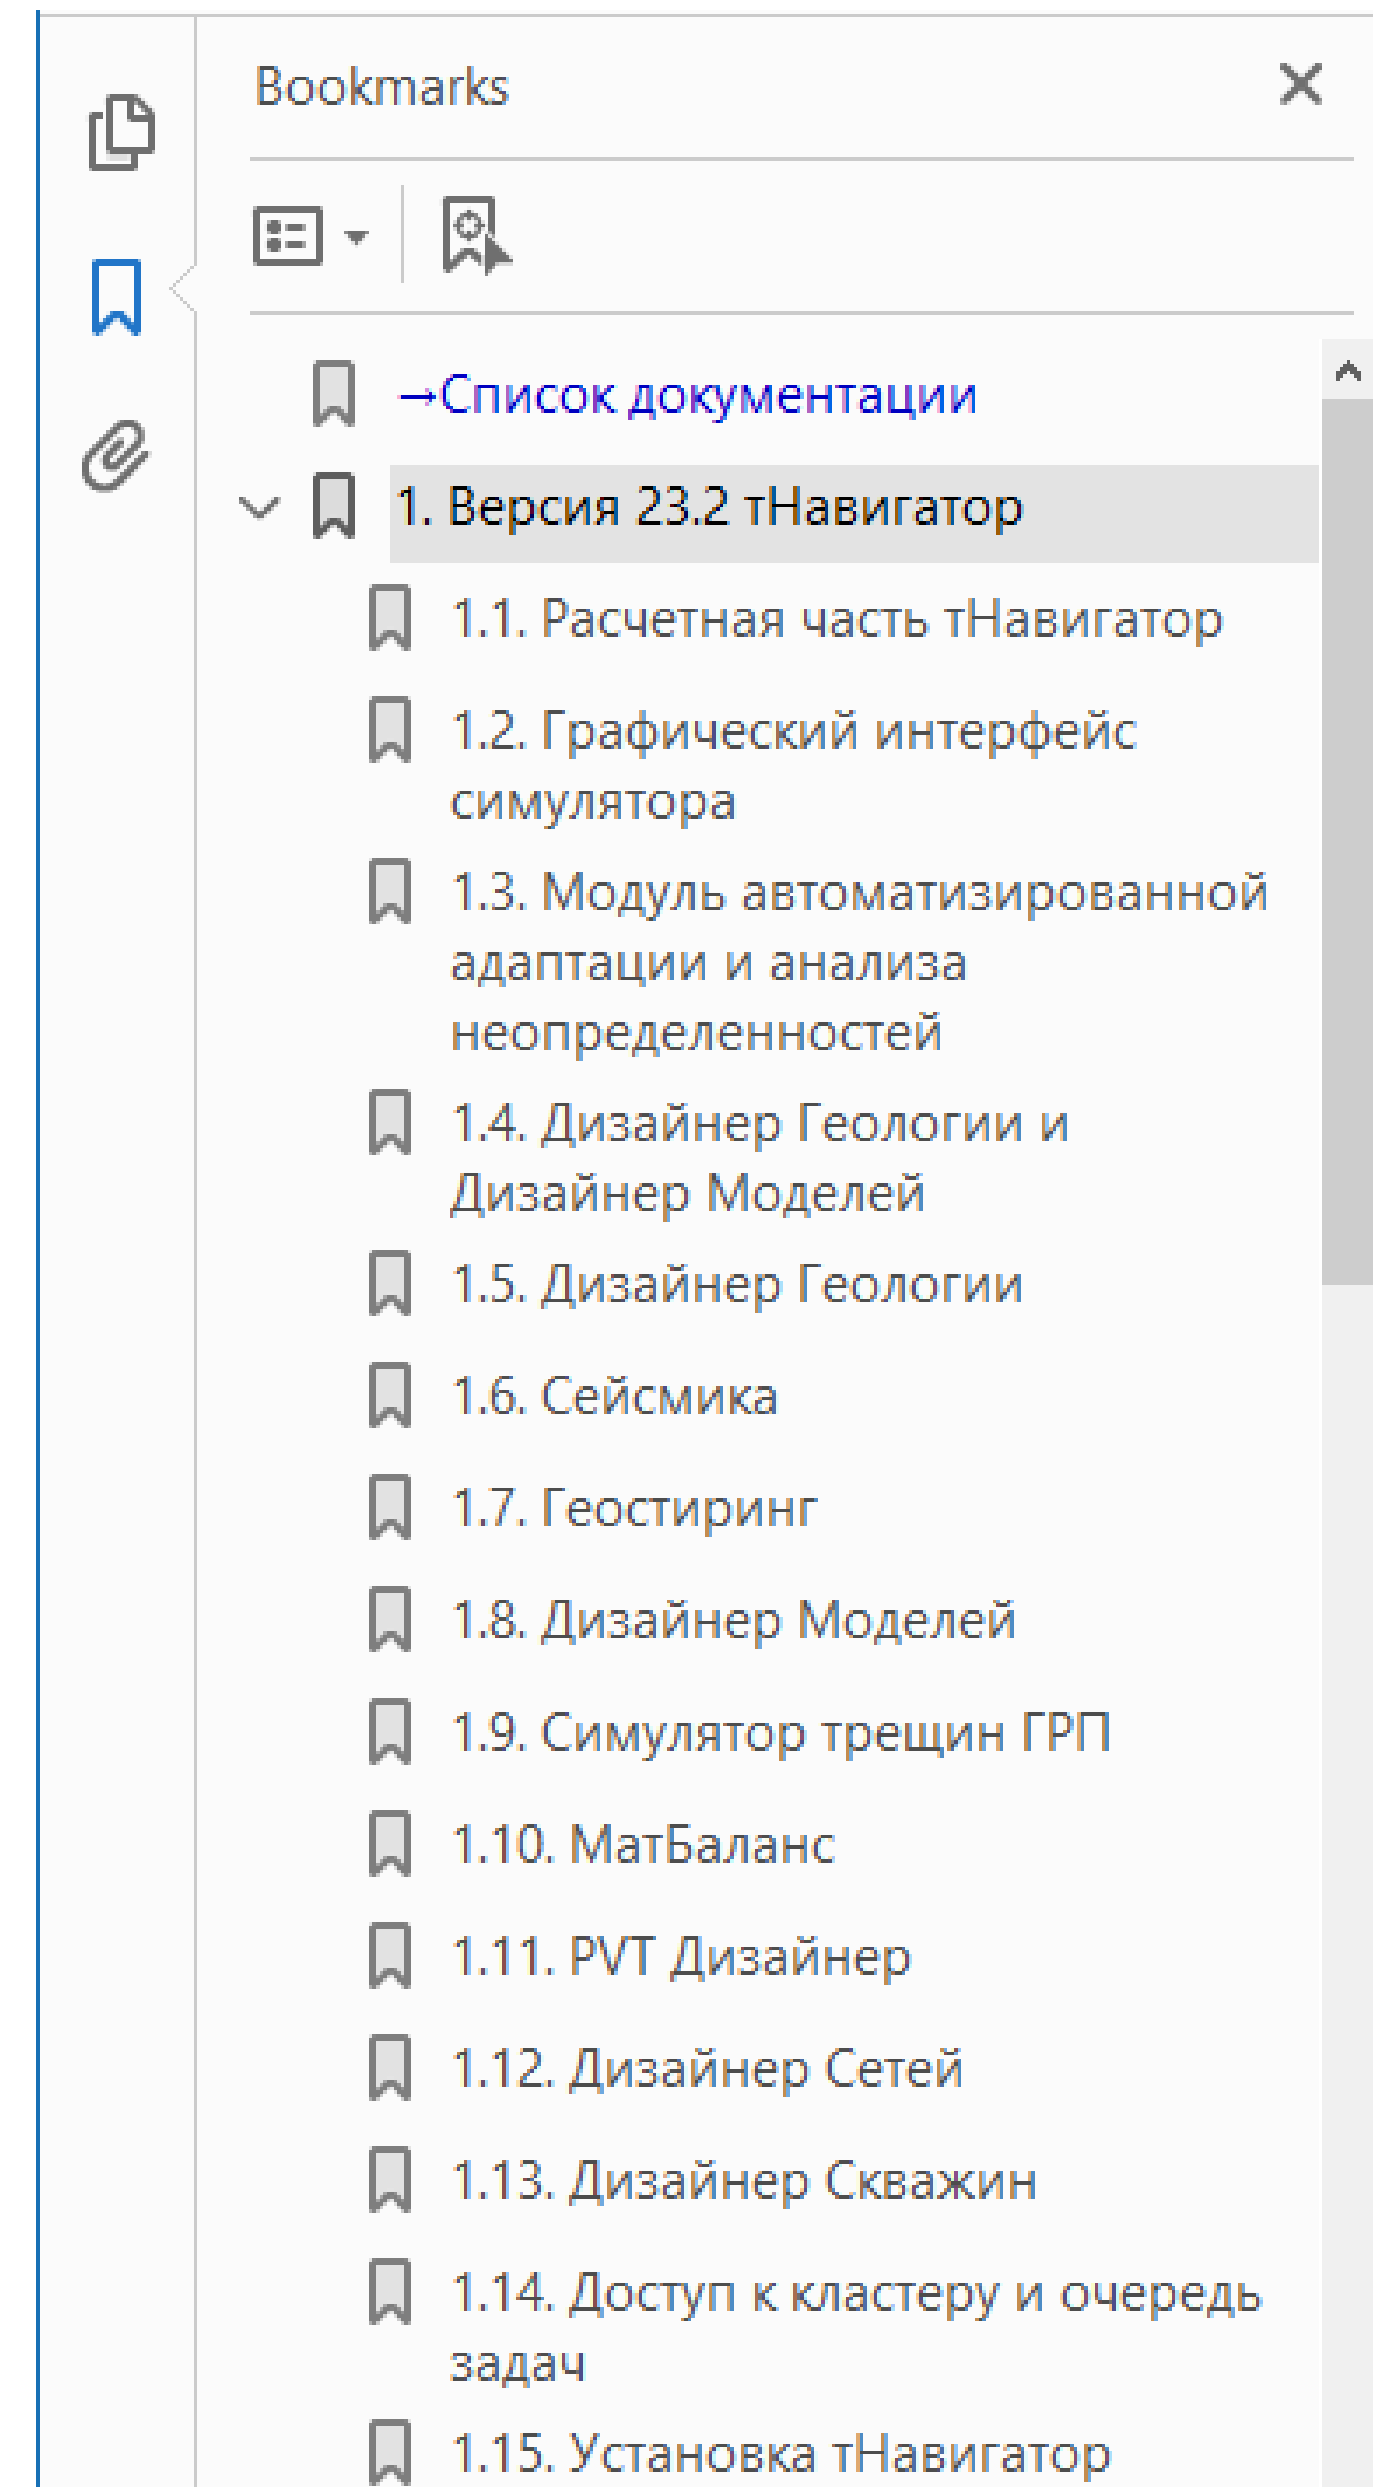 Bookmarks
→Список документации
1. Версия 23.2 тНавигатор
1.1. Расчетная часть тНавигатор
1.2. Графический интерфейс
симулятора
1.3. Модуль автоматизированной
адаптации и анализа
неопределенностей
1.4. Дизайнер Геологии и
Дизайнер Моделей
1.5. Дизайнер Геологии
1.6. Сейсмика
1.7. Геостиринг
1.8. Дизайнер Моделей
1.9. Симулятор трещин ГРП
1.10. МатБаланс
1.11. PVT Дизайнер
1.12. Дизайнер Сетей
1.13. Дизайнер Скважин
1.14. Доступ к кластеру и очередь
задач
1.15. Установка тНавигатор